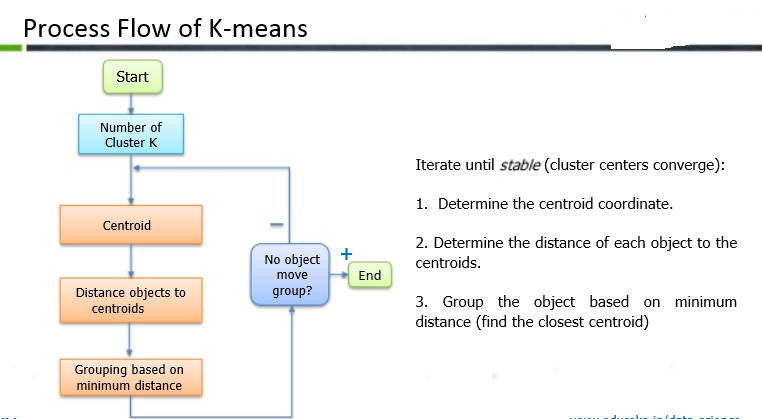 Process Flow of K-means
Start
Number of
Cluster K
Centroid
Distance objects to
centroids
Grouping based on
minimum distance
−
No object
move
group?
+
End
Iterate until stable (cluster centers converge):
1. Determine the centroid coordinate.
2. Determine the distance of each object to the
centroids.
3. Group the object based on minimum
distance (find the closest centroid)